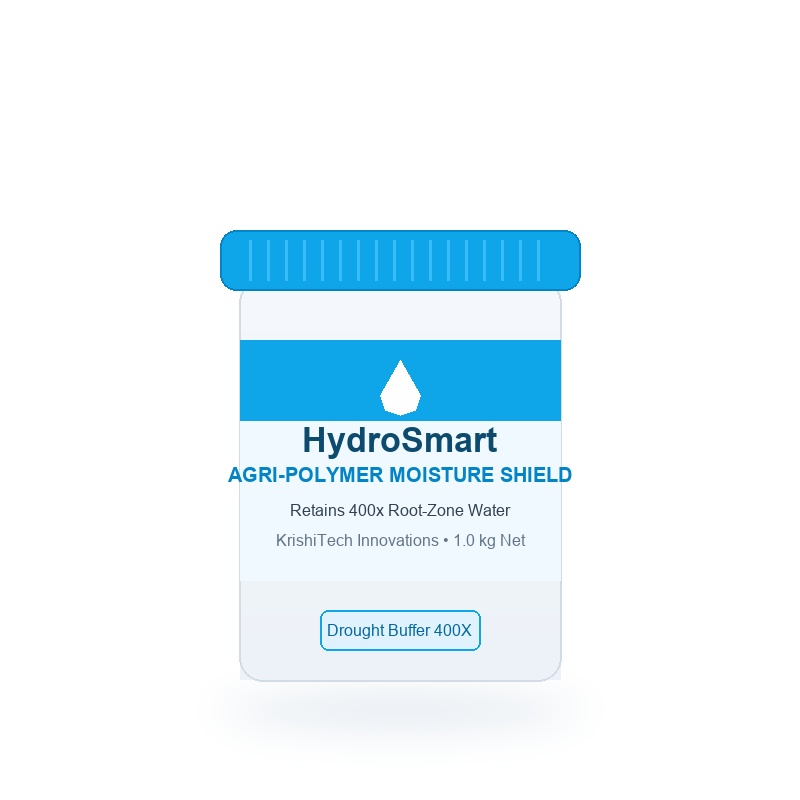 HydroSmart
AGRI-POLYMER MOISTURE SHIELD
Retains 400x Root-Zone Water
KrishiTech Innovations • 1.0 kg Net
Drought Buffer 400X